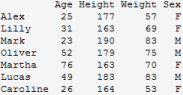 Age Height Weight Sex
Alex 25 177 57 F
Lilly 31 163 69 F
Mark 23 190 83 M
Oliver 52 179 75 M
Martha 76 163 70 F
Lucas 49 183 83 M
Caroline 26 164 53 F